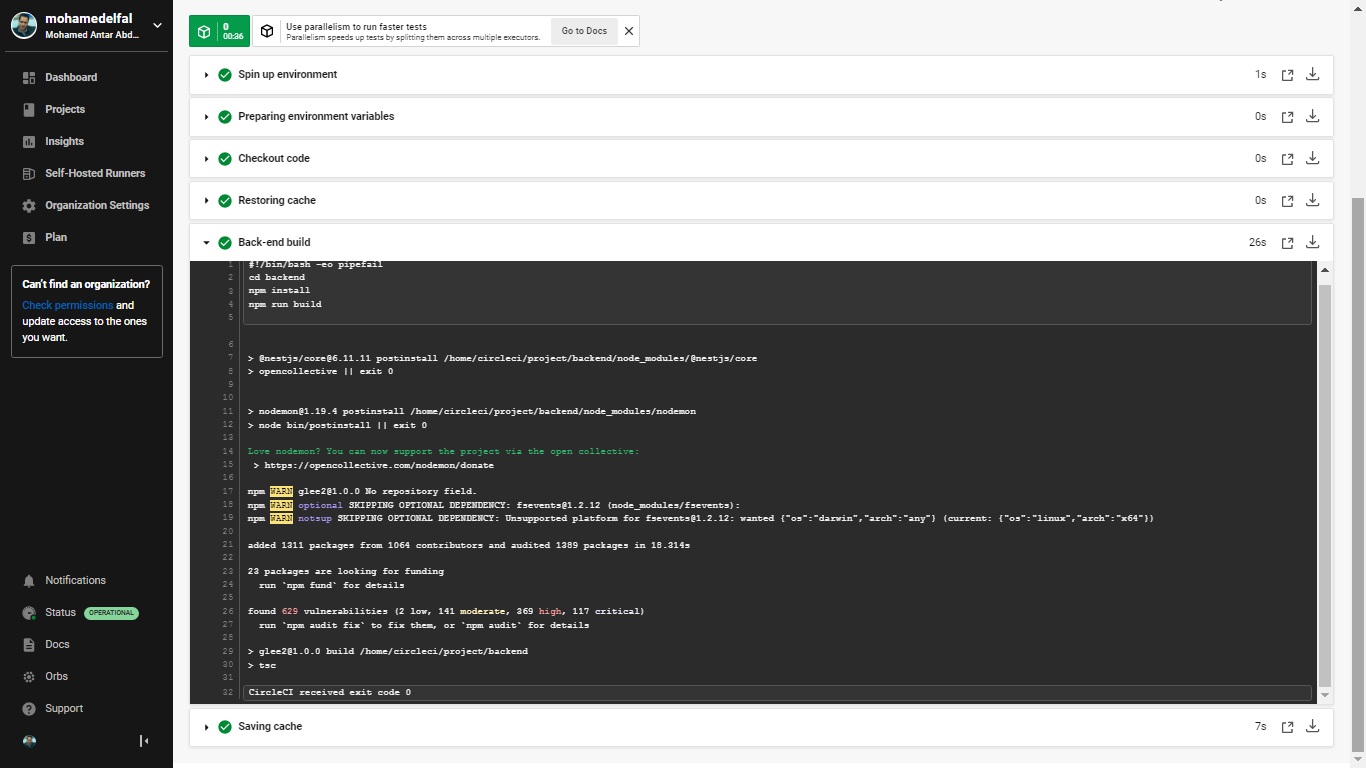 mohamedelfal
Mohamed Antar Abd...
Dashboard
Projects
Insights
Self-Hosted Runners
Organization Settings
Plan
Can't find an organization?
Check permissions and
update access to the ones
you want.
Notifications
Status OPERATIONAL
Docs
Orbs
Support
0
00:36
Use parallelism to run faster tests
Parallelism speeds up tests by splitting them across multiple executors.
Go to Docs
Spin up environment 1s
Preparing environment variables 0s
Checkout code 0s
Restoring cache 0s
Back-end build 26s
1 #!/bin/bash -eo pipefail
2 cd backend
3 npm install
4 npm run build
5
6
7 > @nestjs/core@6.11.11 postinstall /home/circleci/project/backend/node_modules/@nestjs/core
8 > opencollective || exit 0
9
10
11 > nodemon@1.19.4 postinstall /home/circleci/project/backend/node_modules/nodemon
12 > node bin/postinstall || exit 0
13
14 Love nodemon? You can now support the project via the open collective:
15 > https://opencollective.com/nodemon/donate
16
17 npm WARN glee2@1.0.0 No repository field.
18 npm WARN optional SKIPPING OPTIONAL DEPENDENCY: fsevents@1.2.12 (node_modules/fsevents):
19 npm WARN notsup SKIPPING OPTIONAL DEPENDENCY: Unsupported platform for fsevents@1.2.12: wanted {"os":"darwin","arch":"any"} (current: {"os":"linux","arch":"x64"})
20
21 added 1311 packages from 1064 contributors and audited 1389 packages in 18.314s
22
23 23 packages are looking for funding
24 run `npm fund` for details
25
26 found 629 vulnerabilities (2 low, 141 moderate, 369 high, 117 critical)
27 run `npm audit fix` to fix them, or `npm audit` for details
28
29 > glee2@1.0.0 build /home/circleci/project/backend
30 > tsc
31
32 CircleCI received exit code 0
Saving cache 7s